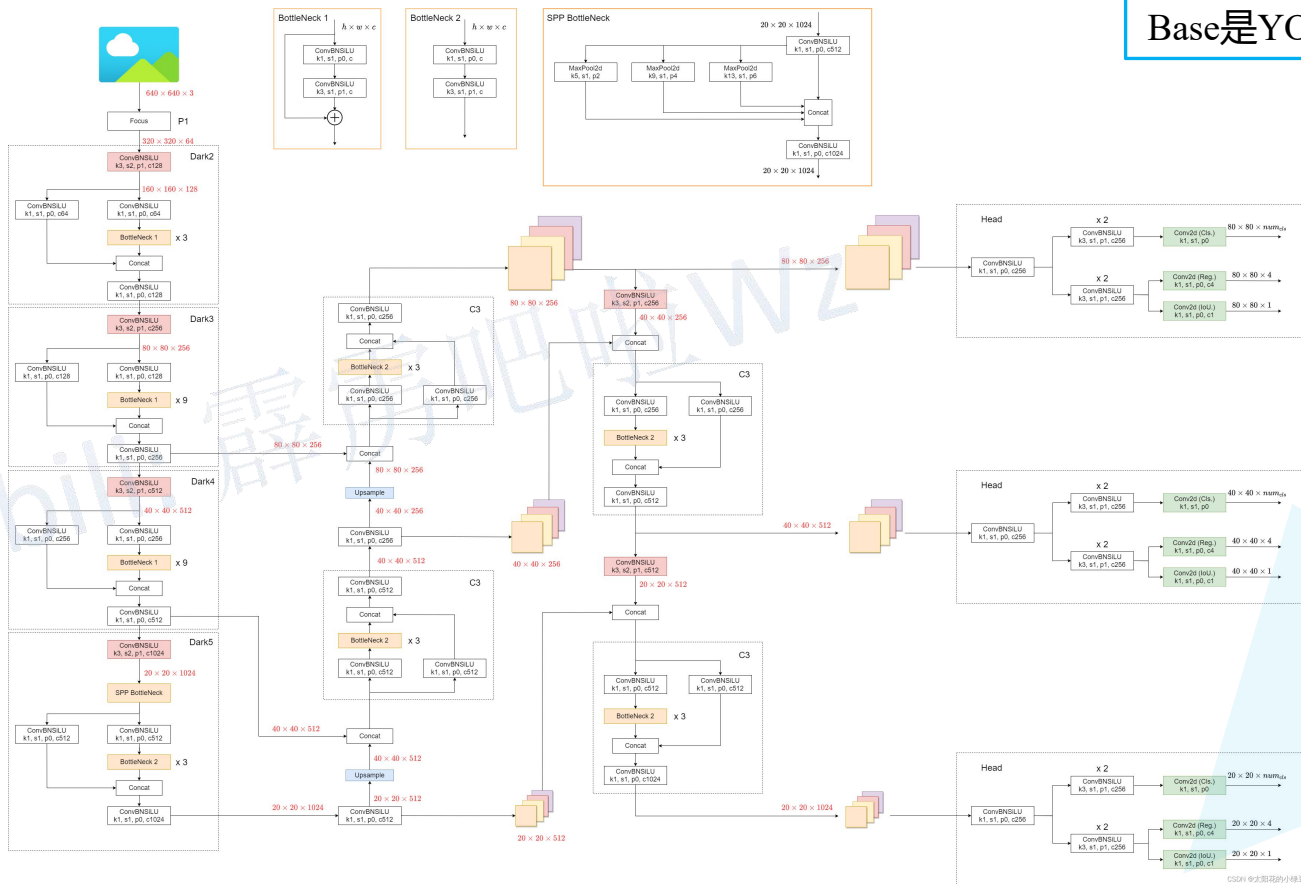 Base是YO
BottleNeck 1
h × w × c
ConvBNSiLU
k1, s1, p0, c
ConvBNSiLU
k3, s1, p1, c
BottleNeck 2
h × w × c
ConvBNSiLU
k1, s1, p0, c
ConvBNSiLU
k3, s1, p1, c
SPP BottleNeck
20 × 20 × 1024
ConvBNSiLU
k1, s1, p0, c512
MaxPool2d
k5, s1, p2
MaxPool2d
k9, s1, p4
MaxPool2d
k13, s1, p6
Concat
ConvBNSiLU
k1, s1, p0, c1024
20 × 20 × 1024
640 × 640 × 3
Focus
P1
320 × 320 × 64
Dark2
ConvBNSiLU
k3, s2, p1, c128
160 × 160 × 128
ConvBNSiLU
k1, s1, p0, c64
ConvBNSiLU
k1, s1, p0, c64
BottleNeck 1
x 3
Concat
ConvBNSiLU
k1, s1, p0, c128
Dark3
ConvBNSiLU
k3, s2, p1, c256
80 × 80 × 256
ConvBNSiLU
k1, s1, p0, c128
ConvBNSiLU
k1, s1, p0, c128
BottleNeck 1
x 9
Concat
ConvBNSiLU
k1, s1, p0, c256
Dark4
ConvBNSiLU
k3, s2, p1, c512
40 × 40 × 512
ConvBNSiLU
k1, s1, p0, c256
ConvBNSiLU
k1, s1, p0, c256
BottleNeck 1
x 9
Concat
ConvBNSiLU
k1, s1, p0, c512
Dark5
ConvBNSiLU
k3, s2, p1, c1024
20 × 20 × 1024
SPP BottleNeck
ConvBNSiLU
k1, s1, p0, c512
ConvBNSiLU
k1, s1, p0, c512
BottleNeck 2
x 3
Concat
ConvBNSiLU
k1, s1, p0, c1024
C3
ConvBNSiLU
k1, s1, p0, c256
Concat
BottleNeck 2
x 3
ConvBNSiLU
k1, s1, p0, c256
ConvBNSiLU
k1, s1, p0, c256
80 × 80 × 256
Concat
80 × 80 × 256
Upsample
40 × 40 × 256
ConvBNSiLU
k1, s1, p0, c256
40 × 40 × 512
C3
ConvBNSiLU
k1, s1, p0, c512
Concat
BottleNeck 2
x 3
ConvBNSiLU
k1, s1, p0, c512
ConvBNSiLU
k1, s1, p0, c512
40 × 40 × 512
Concat
40 × 40 × 512
Upsample
20 × 20 × 512
20 × 20 × 1024
ConvBNSiLU
k1, s1, p0, c512
80 × 80 × 256
40 × 40 × 256
20 × 20 × 512
80 × 80 × 256
ConvBNSiLU
k3, s2, p1, c256
40 × 40 × 256
Concat
C3
ConvBNSiLU
k1, s1, p0, c256
ConvBNSiLU
k1, s1, p0, c256
BottleNeck 2
x 3
Concat
ConvBNSiLU
k1, s1, p0, c512
40 × 40 × 512
ConvBNSiLU
k3, s2, p1, c512
20 × 20 × 512
Concat
C3
ConvBNSiLU
k1, s1, p0, c512
ConvBNSiLU
k1, s1, p0, c512
BottleNeck 2
x 3
Concat
ConvBNSiLU
k1, s1, p0, c1024
20 × 20 × 1024
Head
ConvBNSiLU
k1, s1, p0, c256
x 2
ConvBNSiLU
k3, s1, p1, c256
Conv2d (Cls.)
k1, s1, p0
80 × 80 × num_cls
x 2
ConvBNSiLU
k3, s1, p1, c256
Conv2d (Reg.)
k1, s1, p0, c4
80 × 80 × 4
Conv2d (IoU.)
k1, s1, p0, c1
80 × 80 × 1
Head
ConvBNSiLU
k1, s1, p0, c256
x 2
ConvBNSiLU
k3, s1, p1, c256
Conv2d (Cls.)
k1, s1, p0
40 × 40 × num_cls
x 2
ConvBNSiLU
k3, s1, p1, c256
Conv2d (Reg.)
k1, s1, p0, c4
40 × 40 × 4
Conv2d (IoU.)
k1, s1, p0, c1
40 × 40 × 1
Head
ConvBNSiLU
k1, s1, p0, c256
x 2
ConvBNSiLU
k3, s1, p1, c256
Conv2d (Cls.)
k1, s1, p0
20 × 20 × num_cls
x 2
ConvBNSiLU
k3, s1, p1, c256
Conv2d (Reg.)
k1, s1, p0, c4
20 × 20 × 4
Conv2d (IoU.)
k1, s1, p0, c1
20 × 20 × 1
bili: 霹雳吧啦Wz
CSDN @太阳花的小绿豆